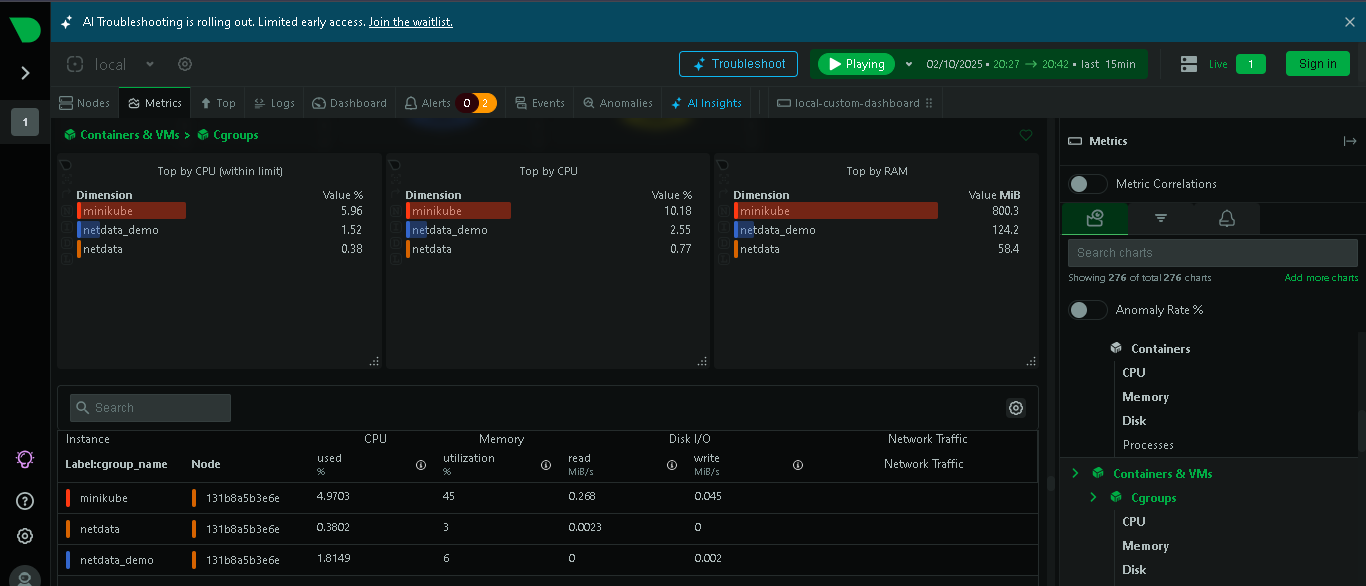 AI Troubleshooting is rolling out. Limited early access. Join the waitlist.
local
Troubleshoot
Playing
02/10/2025 • 20:27 → 20:42 • last 15min
Live 1
Sign in
Nodes Metrics Top Logs Dashboard Alerts 0 2 Events Anomalies AI Insights local-custom-dashboard
1
Containers & VMs > Cgroups
Top by CPU (within limit)
Dimension Value %
minikube 5.96
netdata_demo 1.52
netdata 0.38
Top by CPU
Dimension Value %
minikube 10.18
netdata_demo 2.55
netdata 0.77
Top by RAM
Dimension Value MiB
minikube 800.3
netdata_demo 124.2
netdata 58.4
Search
Instance CPU Memory Disk I/O Network Traffic
Label:cgroup_name Node used % utilization % read MiB/s write MiB/s Network Traffic
minikube 131b8a5b3e6e 4.9703 45 0.268 0.045
netdata 131b8a5b3e6e 0.3802 3 0.0023 0
netdata_demo 131b8a5b3e6e 1.8149 6 0 0.002
Metrics
Metric Correlations
Search charts
Showing 276 of total 276 charts Add more charts
Anomaly Rate %
Containers
CPU
Memory
Disk
Processes
Containers & VMs
Cgroups
CPU
Memory
Disk